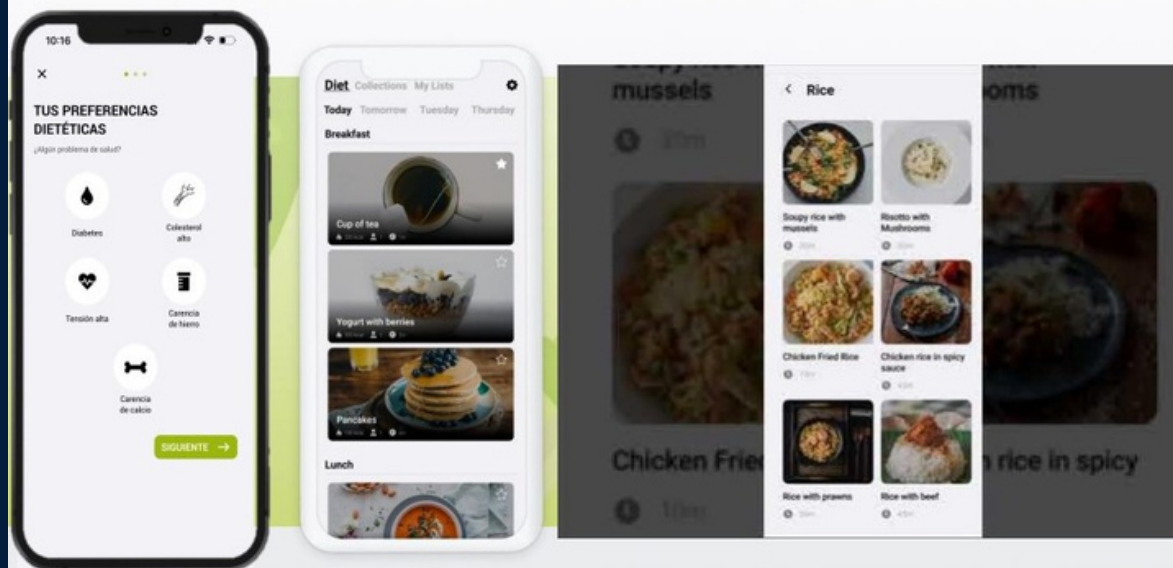 10:16
TUS PREFERENCIAS
DIETÉTICAS
¿Algún problema de salud?
Diabetes
Colesterol
alto
Tensión alta
Carencia
de hierro
Carencia
de calcio
SIGUIENTE →
Diet Collections My Lists
Today Tomorrow Tuesday Thursday
Breakfast
Cup of tea
Yogurt with berries
Pancakes
Lunch
mussels
ooms
Chicken Frie
n rice in spicy
Rice
Soupy rice with
mussels
Risotto with
Mushrooms
Chicken Fried Rice
Chicken rice in spicy
sauce
Rice with prawns
Rice with beef